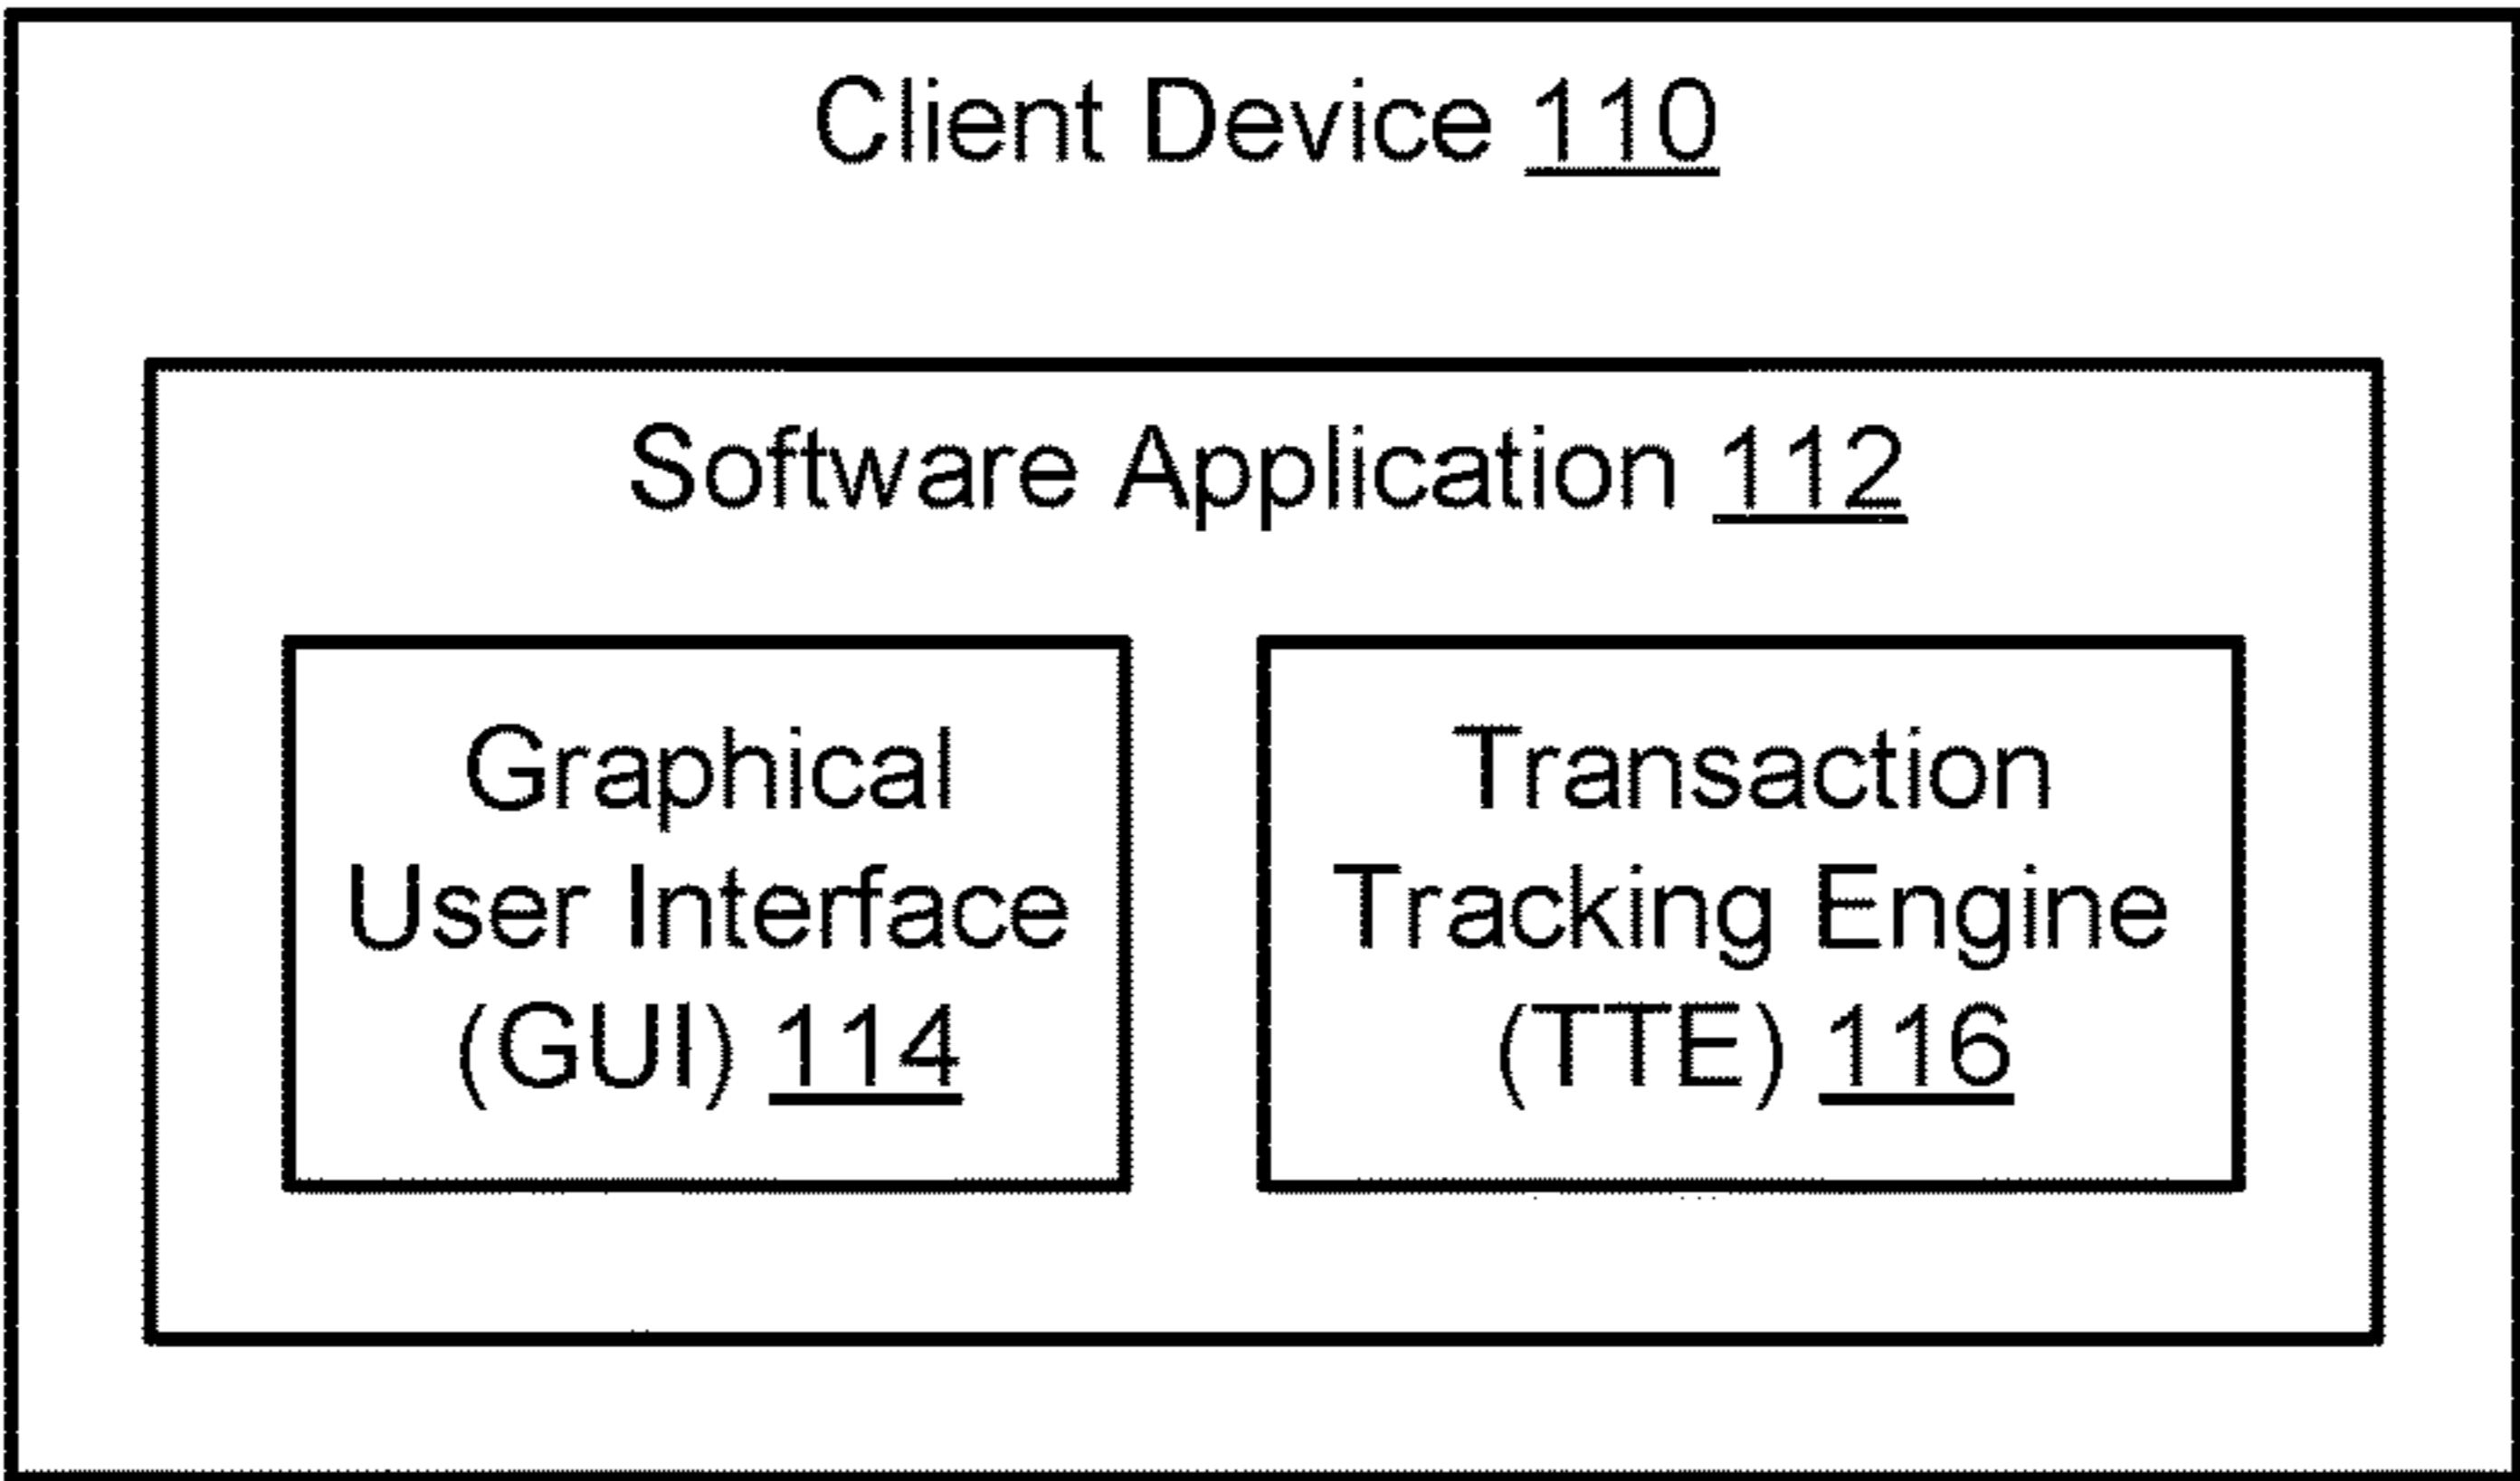 Client Device 110
Software Application 112
Graphical
User Interface
(GUI) 114
Transaction
Tracking Engine
(TTE) 116